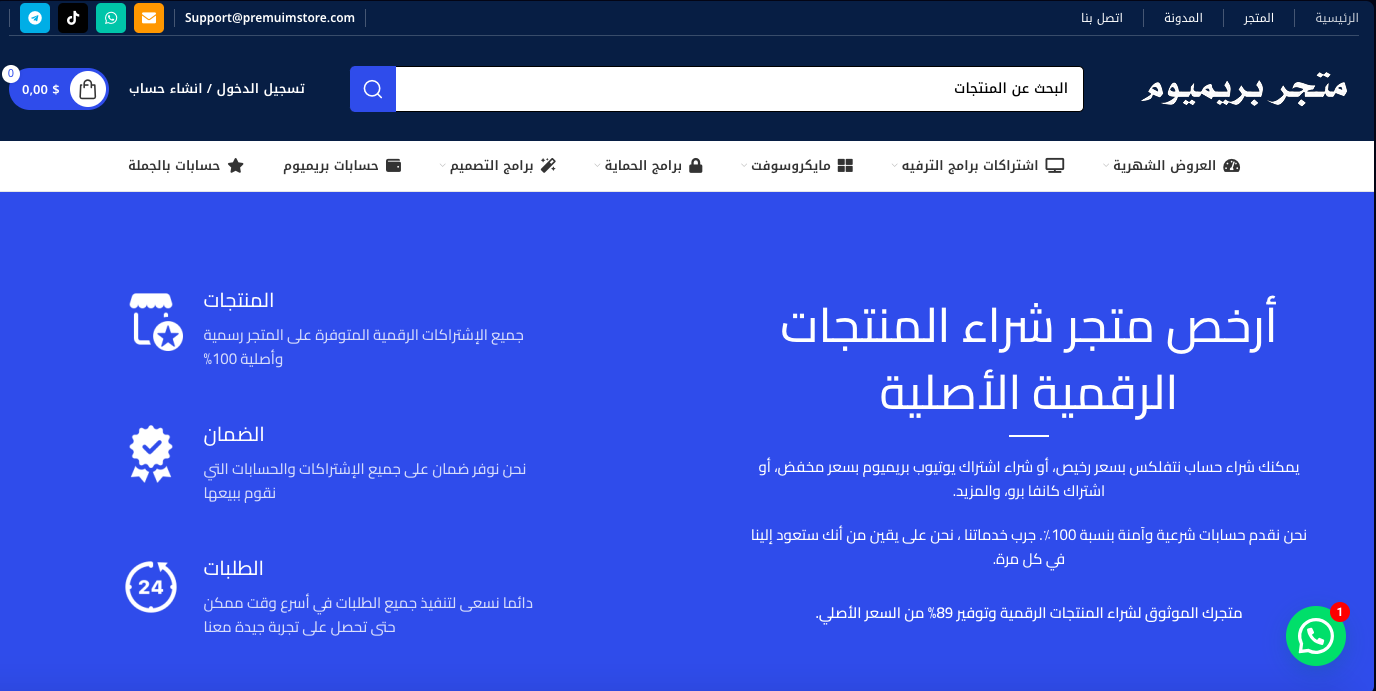 الرئيسية
المتجر
المدونة
اتصل بنا
Support@premuimstore.com
متجر بريميوم
البحث عن المنتجات
تسجيل الدخول / انشاء حساب
0,00 $
0
العروض الشهرية
اشتراكات برامج الترفيه
مايكروسوفت
برامج الحماية
برامج التصميم
حسابات بريميوم
حسابات بالجملة
أرخص متجر شراء المنتجات
الرقمية الأصلية
يمكنك شراء حساب نتفلكس بسعر رخيص، أو شراء اشتراك يوتيوب بريميوم بسعر مخفض، أو
اشتراك كانفا برو، والمزيد.
نحن نقدم حسابات شرعية وآمنة بنسبة 100٪. جرب خدماتنا ، نحن على يقين من أنك ستعود إلينا
في كل مرة.
متجرك الموثوق لشراء المنتجات الرقمية وتوفير 89% من السعر الأصلي.
المنتجات
جميع الإشتراكات الرقمية المتوفرة على المتجر رسمية
وأصلية 100%
الضمان
نحن نوفر ضمان على جميع الإشتراكات والحسابات التي
نقوم ببيعها
24
الطلبات
دائما نسعى لتنفيذ جميع الطلبات في أسرع وقت ممكن
حتى تحصل على تجربة جيدة معنا
1